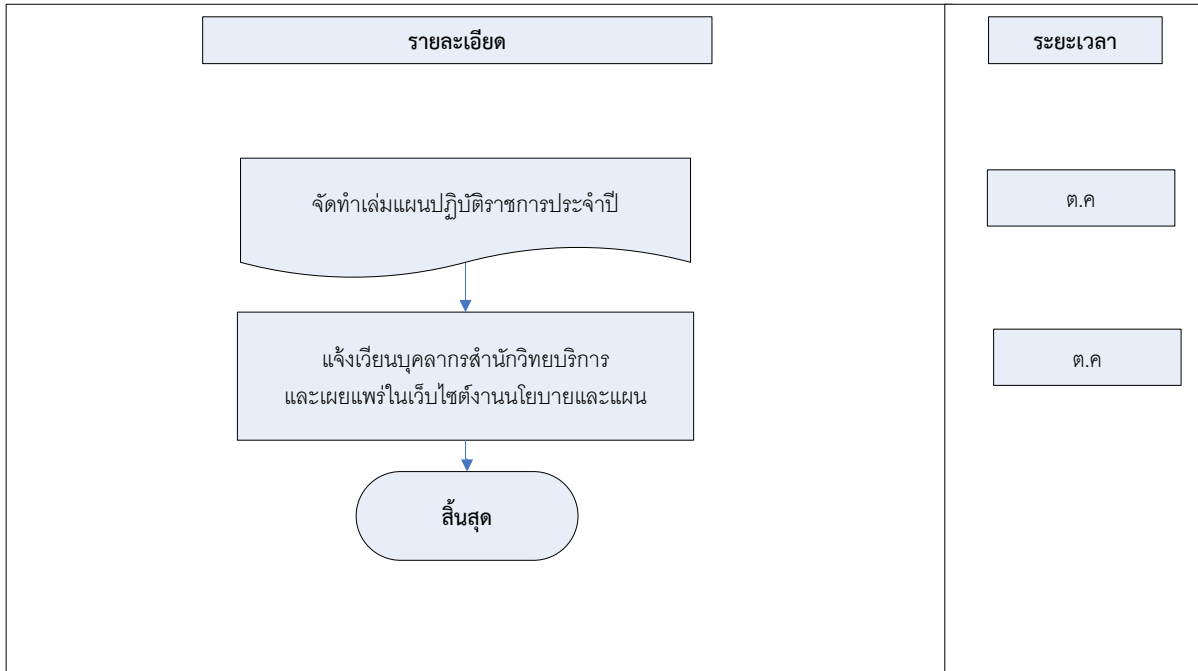 รายละเอียด
ระยะเวลา
จัดทำเล่มแผนปฏิบัติราชการประจำปี
ต.ค
แจ้งเวียนบุคลากรสำนักวิทยบริการ
และเผยแพร่ในเว็บไซต์งานนโยบายและแผน
ต.ค
สิ้นสุด